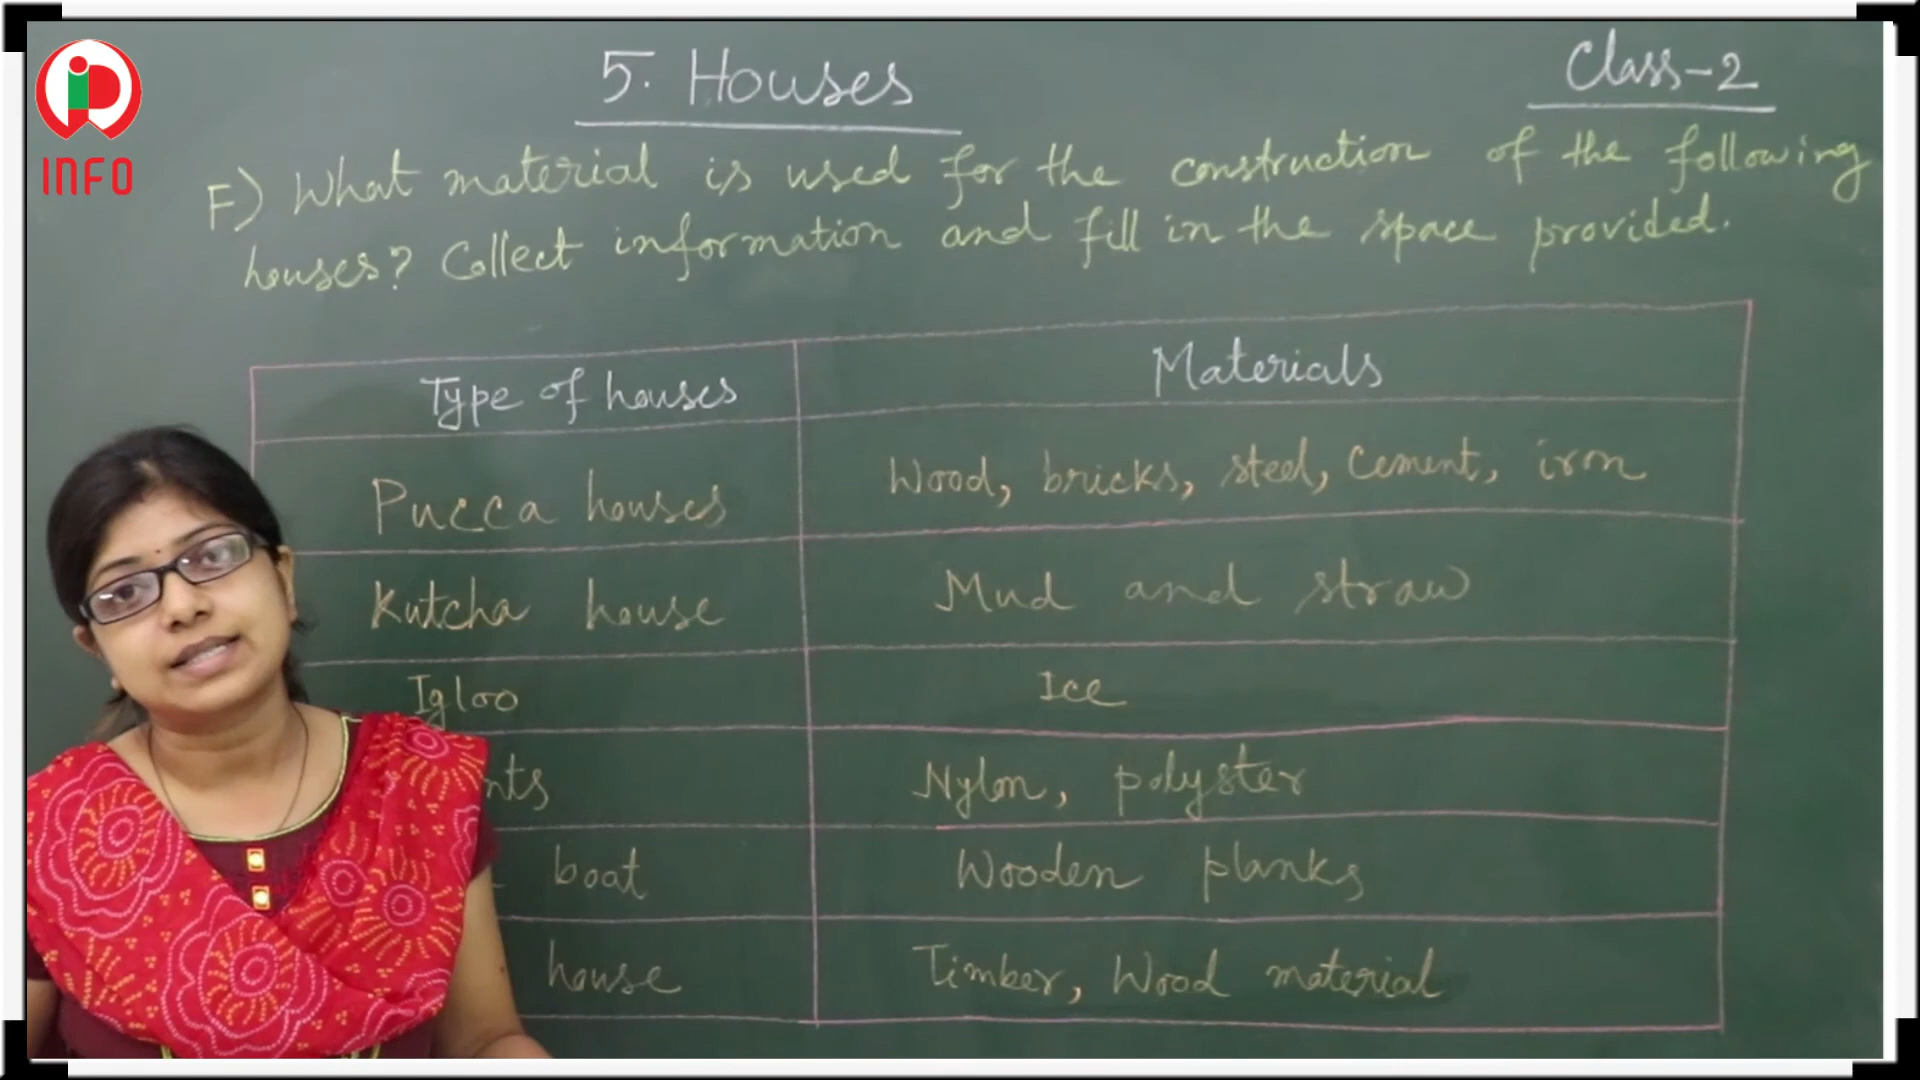 INFO
5. Houses
Class-2
F) What material is used for the construction of the following
houses? Collect information and fill in the space provided.
Type of houses Materials
Pucca houses Wood, bricks, steel, Cement, iron
Kutcha house Mud and straw
Igloo Ice
nts Nylon, polyster
boat Wooden planks
house Timber, Wood material